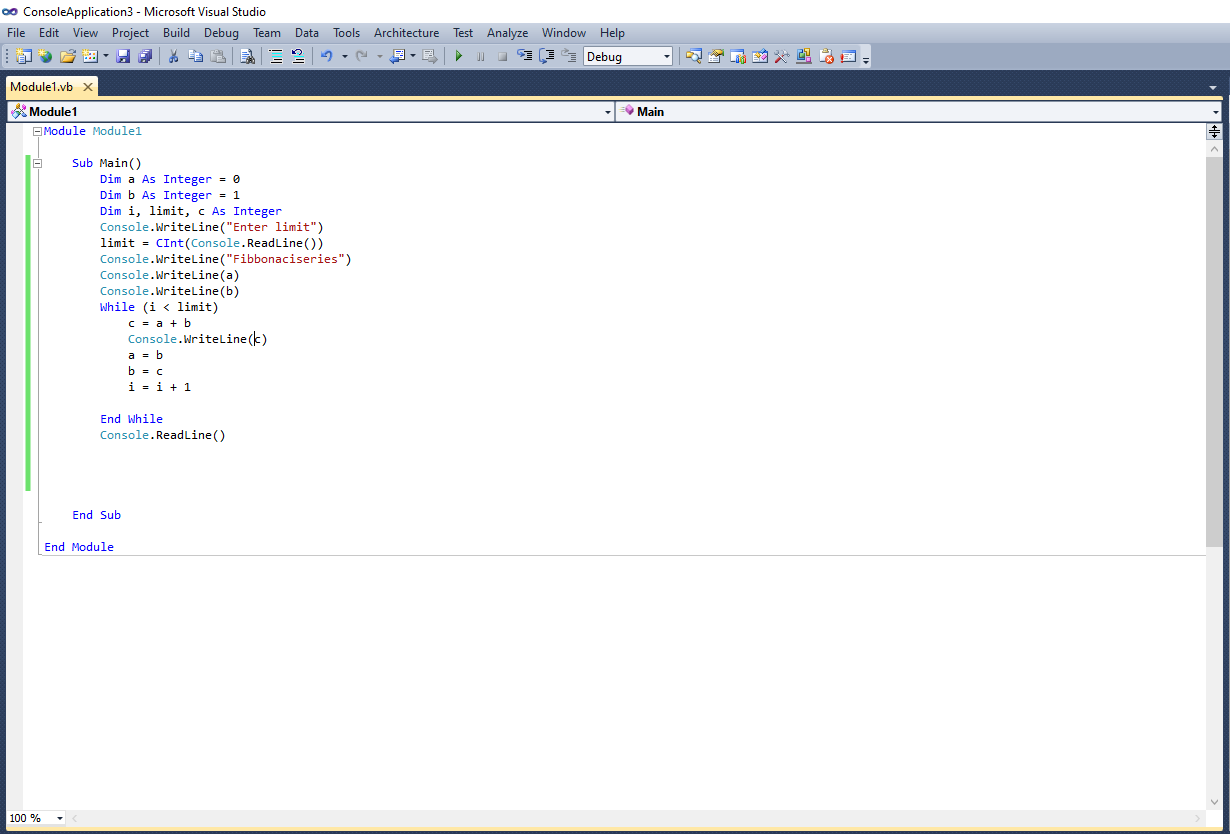 ConsoleApplication3 - Microsoft Visual Studio
File Edit View Project Build Debug Team Data Tools Architecture Test Analyze Window Help
Debug
Module1.vb
Module1 Main
Module Module1
Sub Main()
Dim a As Integer = 0
Dim b As Integer = 1
Dim i, limit, c As Integer
Console.WriteLine("Enter limit")
limit = CInt(Console.ReadLine())
Console.WriteLine("Fibbonaciseries")
Console.WriteLine(a)
Console.WriteLine(b)
While (i < limit)
c = a + b
Console.WriteLine(c)
a = b
b = c
i = i + 1
End While
Console.ReadLine()
End Sub
End Module
100 %